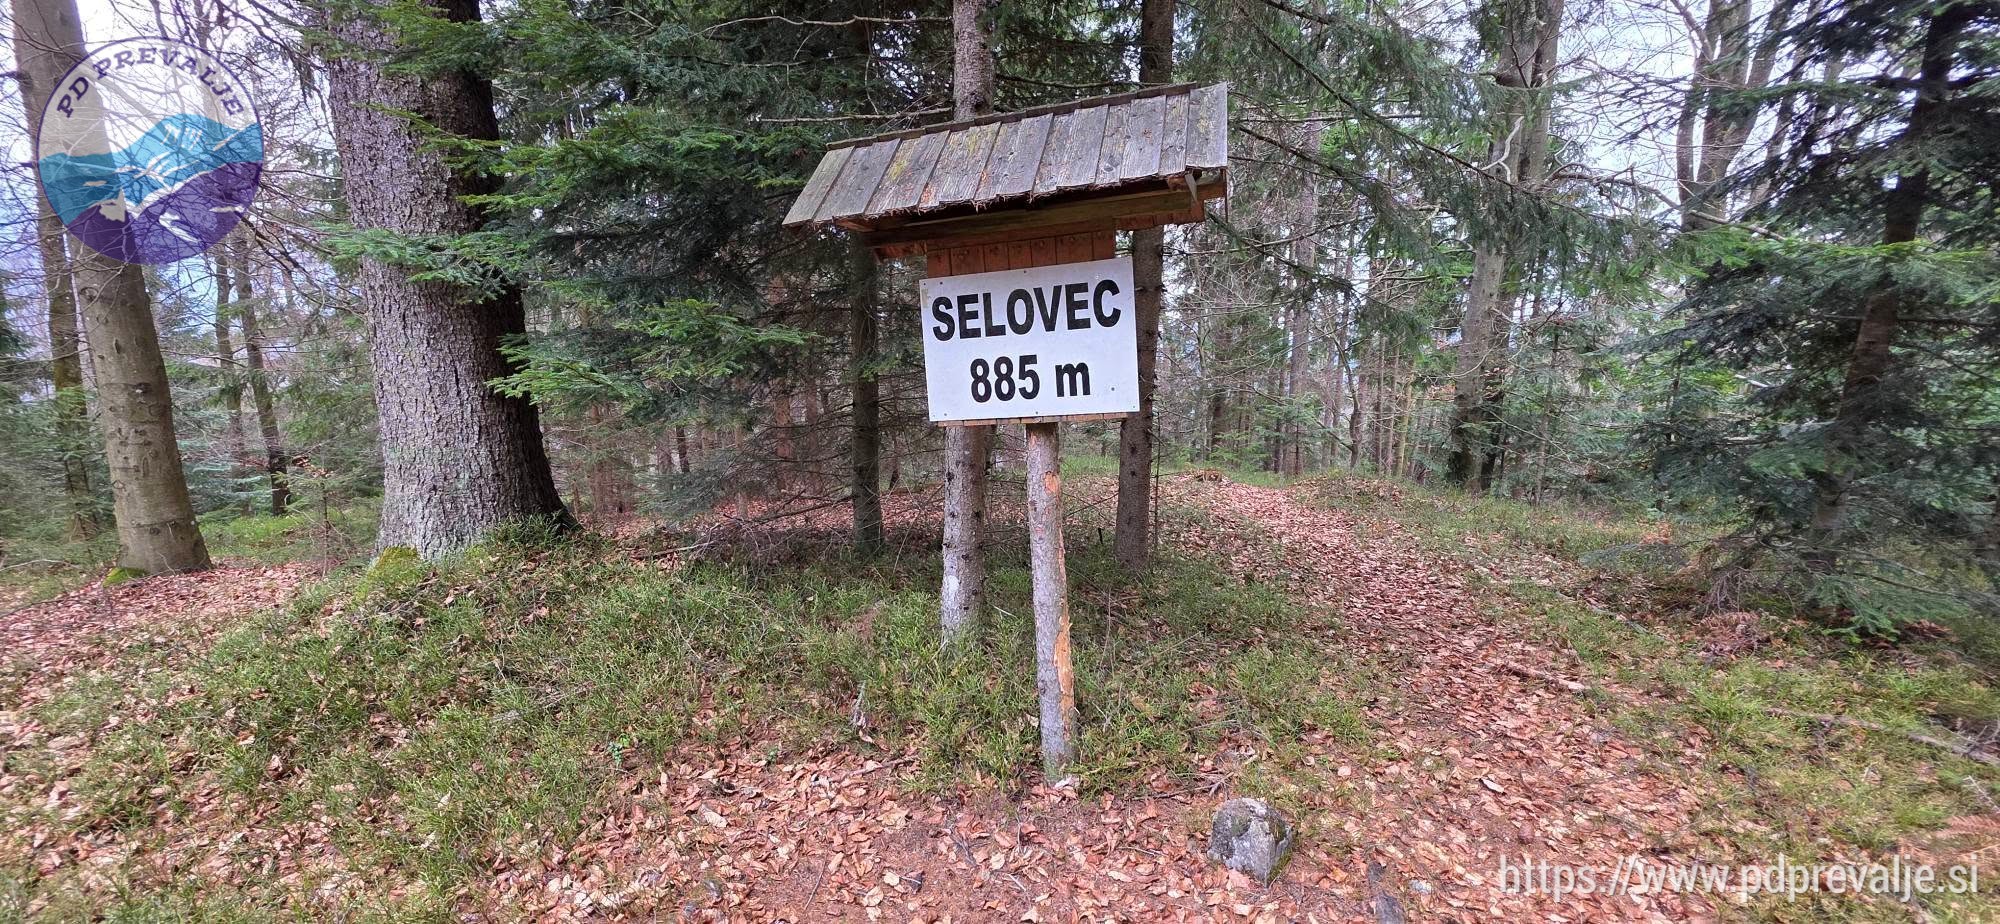 PD PREVALJE
SELOVEC
885 m
https://www.pdprevalje.si